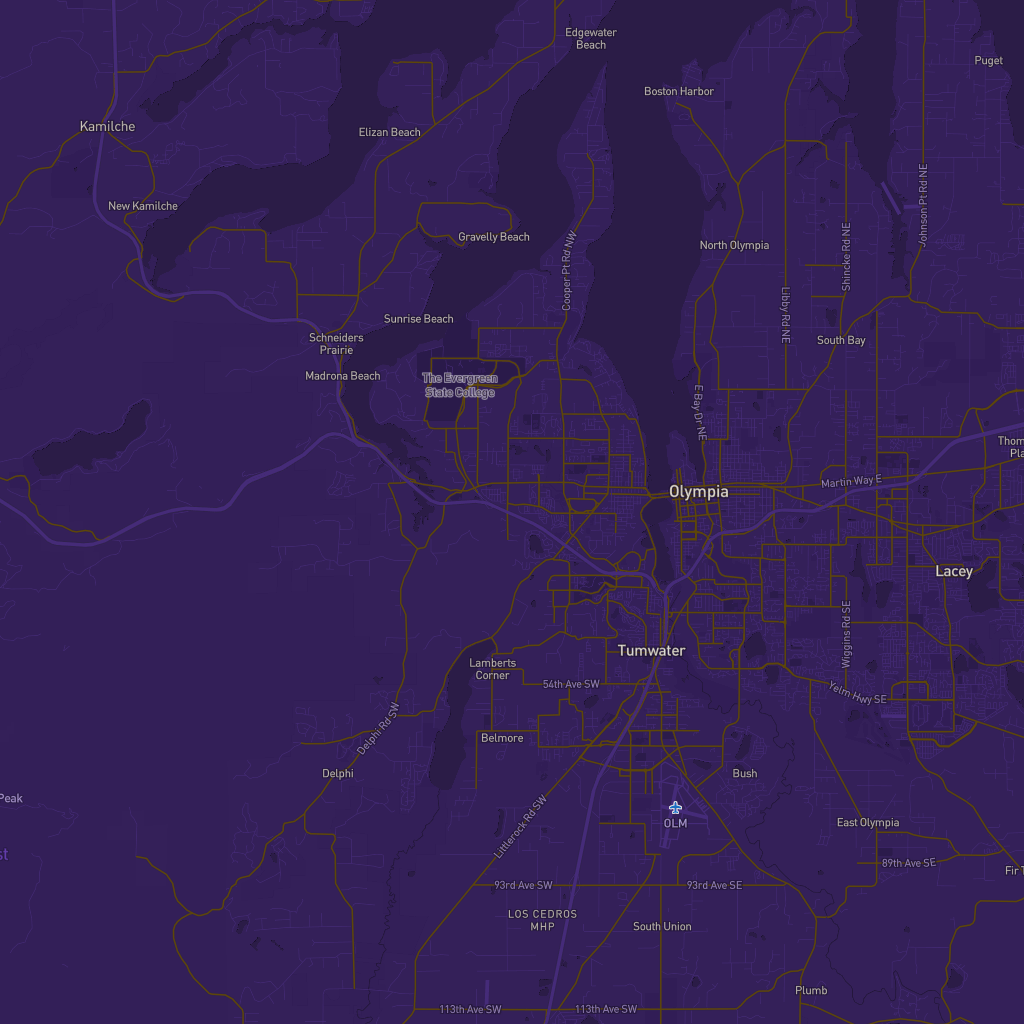 Edgewater
Beach
Puget
Boston Harbor
Kamilche
Elizan Beach
New Kamilche
Johnson Pt Rd NE
Gravelly Beach
North Olympia
Shincke Rd NE
Cooper Pt Rd NW
Libby Rd NE
Sunrise Beach
Schneiders
Prairie
South Bay
Madrona Beach
The Evergreen
State College
E Bay Dr NE
Martin Way E
Olympia
Lacey
Wiggins Rd SE
Tumwater
Lamberts
Corner
54th Ave SW
Yelm Hwy SE
Delphi Rd SW
Belmore
Delphi
Bush
Peak
Littlerock Rd SW
OLM
East Olympia
89th Ave SE
93rd Ave SW
93rd Ave SE
LOS CEDROS
MHP
South Union
Plumb
113th Ave SW
113th Ave SW